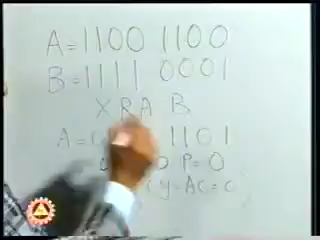 A=1100 1100
B=1111 0001
XRA B
A= 1101
P=0
Cy=AC=0